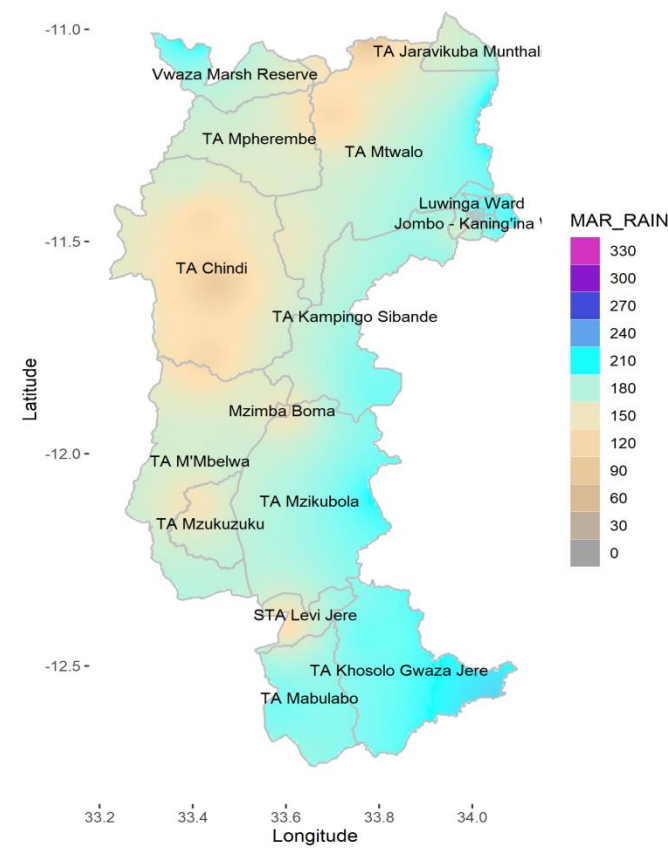 -11.0
TA Jaravikuba Munthal
Vwaza Marsh Reserve
TA Mpherembe
TA Mtwalo
Luwinga Ward
Jombo - Kaning'ina
-11.5
TA Chindi
TA Kampingo Sibande
Mzimba Boma
-12.0
TA M'Mbelwa
TA Mzikubola
TA Mzukuzuku
STA Levi Jere
-12.5
TA Khosolo Gwaza Jere
TA Mabulabo
Latitude
33.2 33.4 33.6 33.8 34.0
Longitude
MAR_RAIN
330
300
270
240
210
180
150
120
90
60
30
0